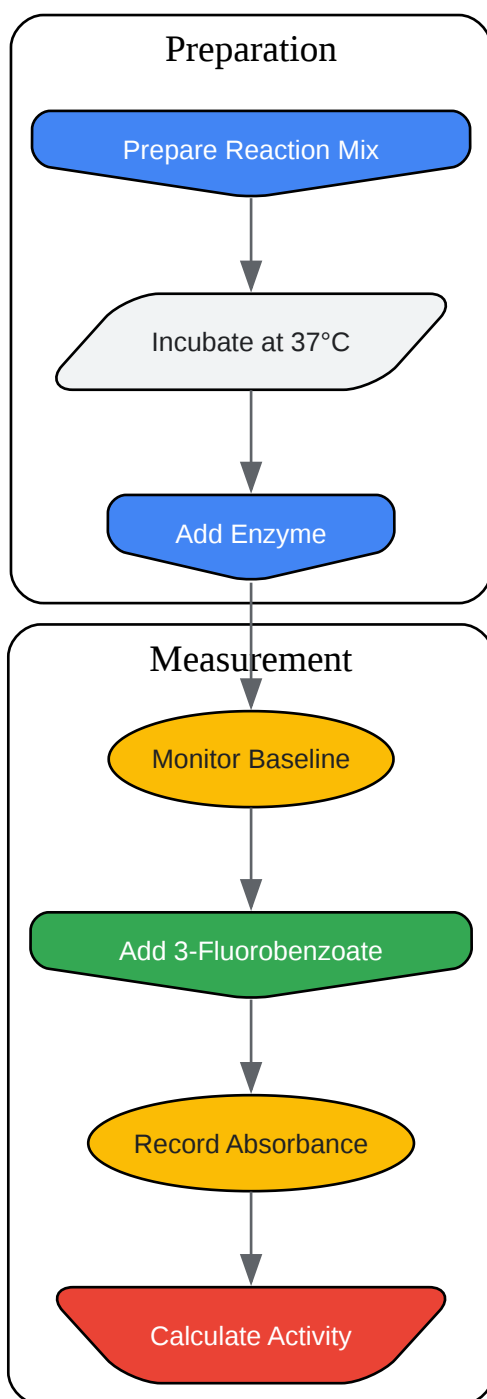 Preparation
Prepare Reaction Mix
Incubate at 37°C
Add Enzyme
Measurement
Monitor Baseline
Add 3-Fluorobenzoate
Record Absorbance
Calculate Activity